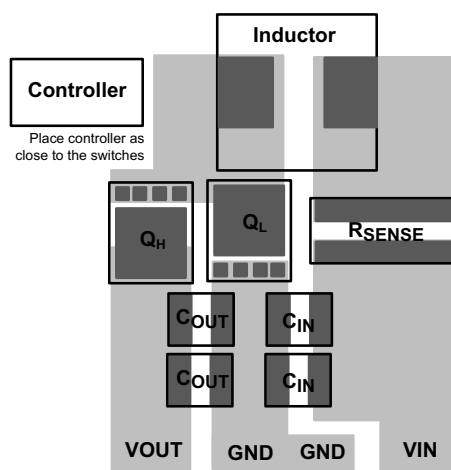 Inductor
Controller
Place controller as
close to the switches
QH
QL
RSENSE
COUT
CIN
COUT
CIN
VOUT
GND
GND
VIN